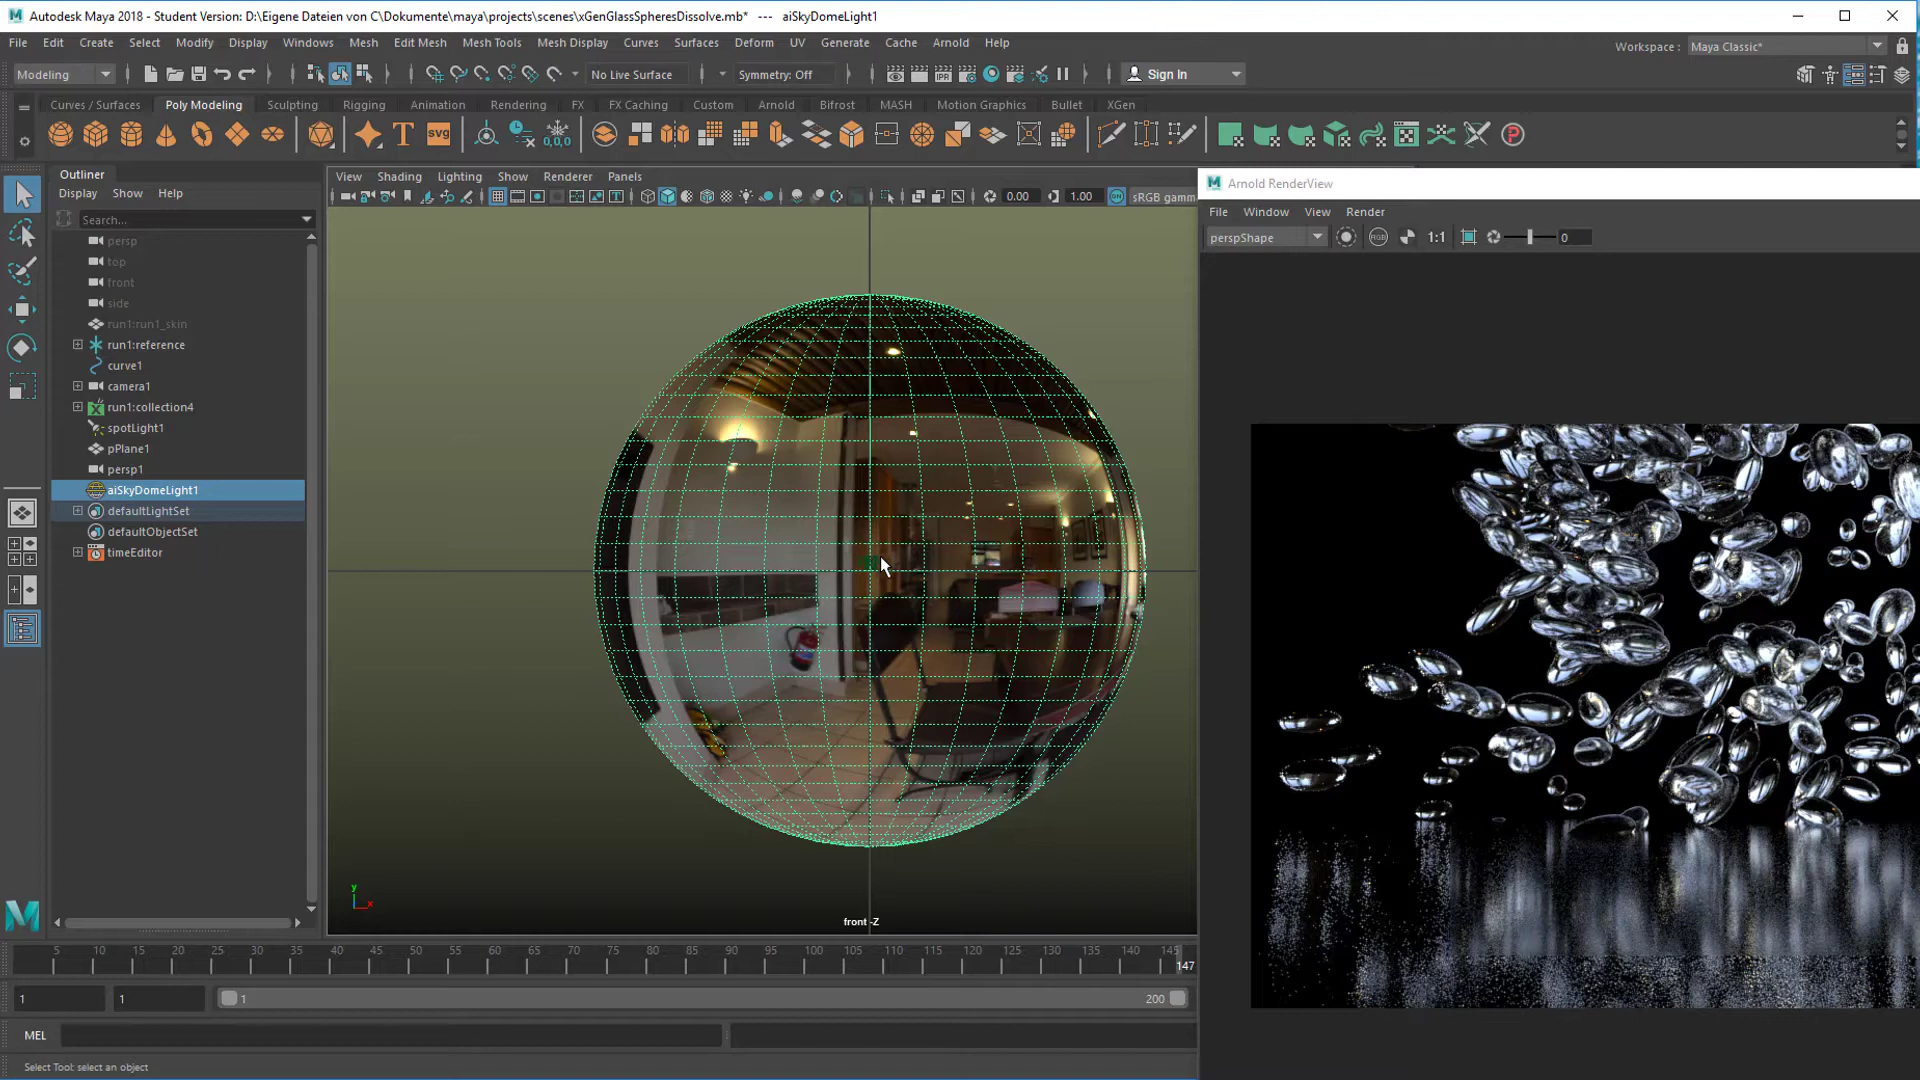 Autodesk Maya 2018 - Student Version: D:\Eigene Dateien von C\Dokumente\maya\projects\scenes\xGenGlassSpheresDissolve.mb*   ---   aiSkyDomeLight1
File Edit Create Select Modify Display Windows Mesh Edit Mesh Mesh Tools Mesh Display Curves Surfaces Deform UV Generate Cache Arnold Help
Workspace : Maya Classic*
Modeling No Live Surface Symmetry: Off Sign In
Curves / Surfaces Poly Modeling Sculpting Rigging Animation Rendering FX FX Caching Custom Arnold Bifrost MASH Motion Graphics Bullet XGen
T svg 0,0,0 P
Outliner
Display Show Help
Search...
persp
top
front
side
run1:run1_skin
run1:reference
curve1
camera1
run1:collection4
spotLight1
pPlane1
persp1
aiSkyDomeLight1
defaultLightSet
defaultObjectSet
timeEditor
View Shading Lighting Show Renderer Panels
0.00 1.00 sRGB gamm
y
x
front -Z
Arnold RenderView
File Window View Render
perspShape RGB 1:1 0
5 10 15 20 25 30 35 40 45 50 55 60 65 70 75 80 85 90 95 100 105 110 115 120 125 130 135 140 145
147
1 1 1 200
MEL
Select Tool: select an object